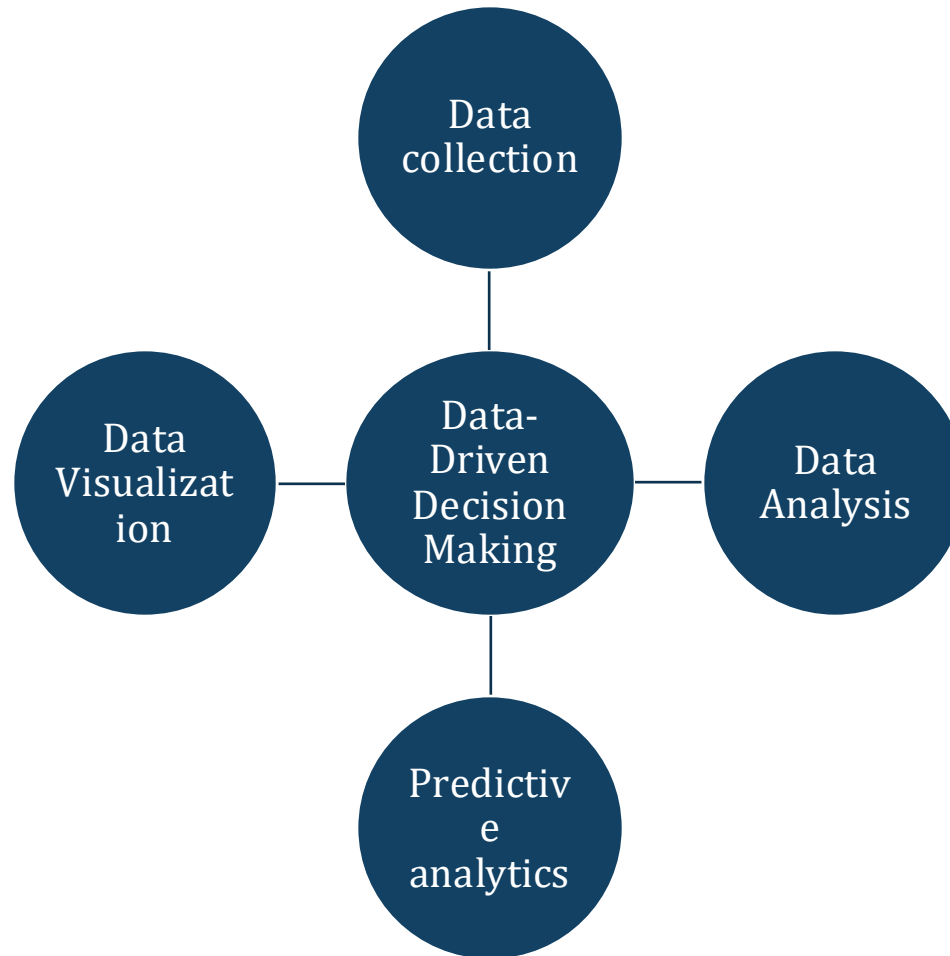 Data
collection
Data
Visualizat
ion
Data-
Driven
Decision
Making
Data
Analysis
Predictiv
e
analytics